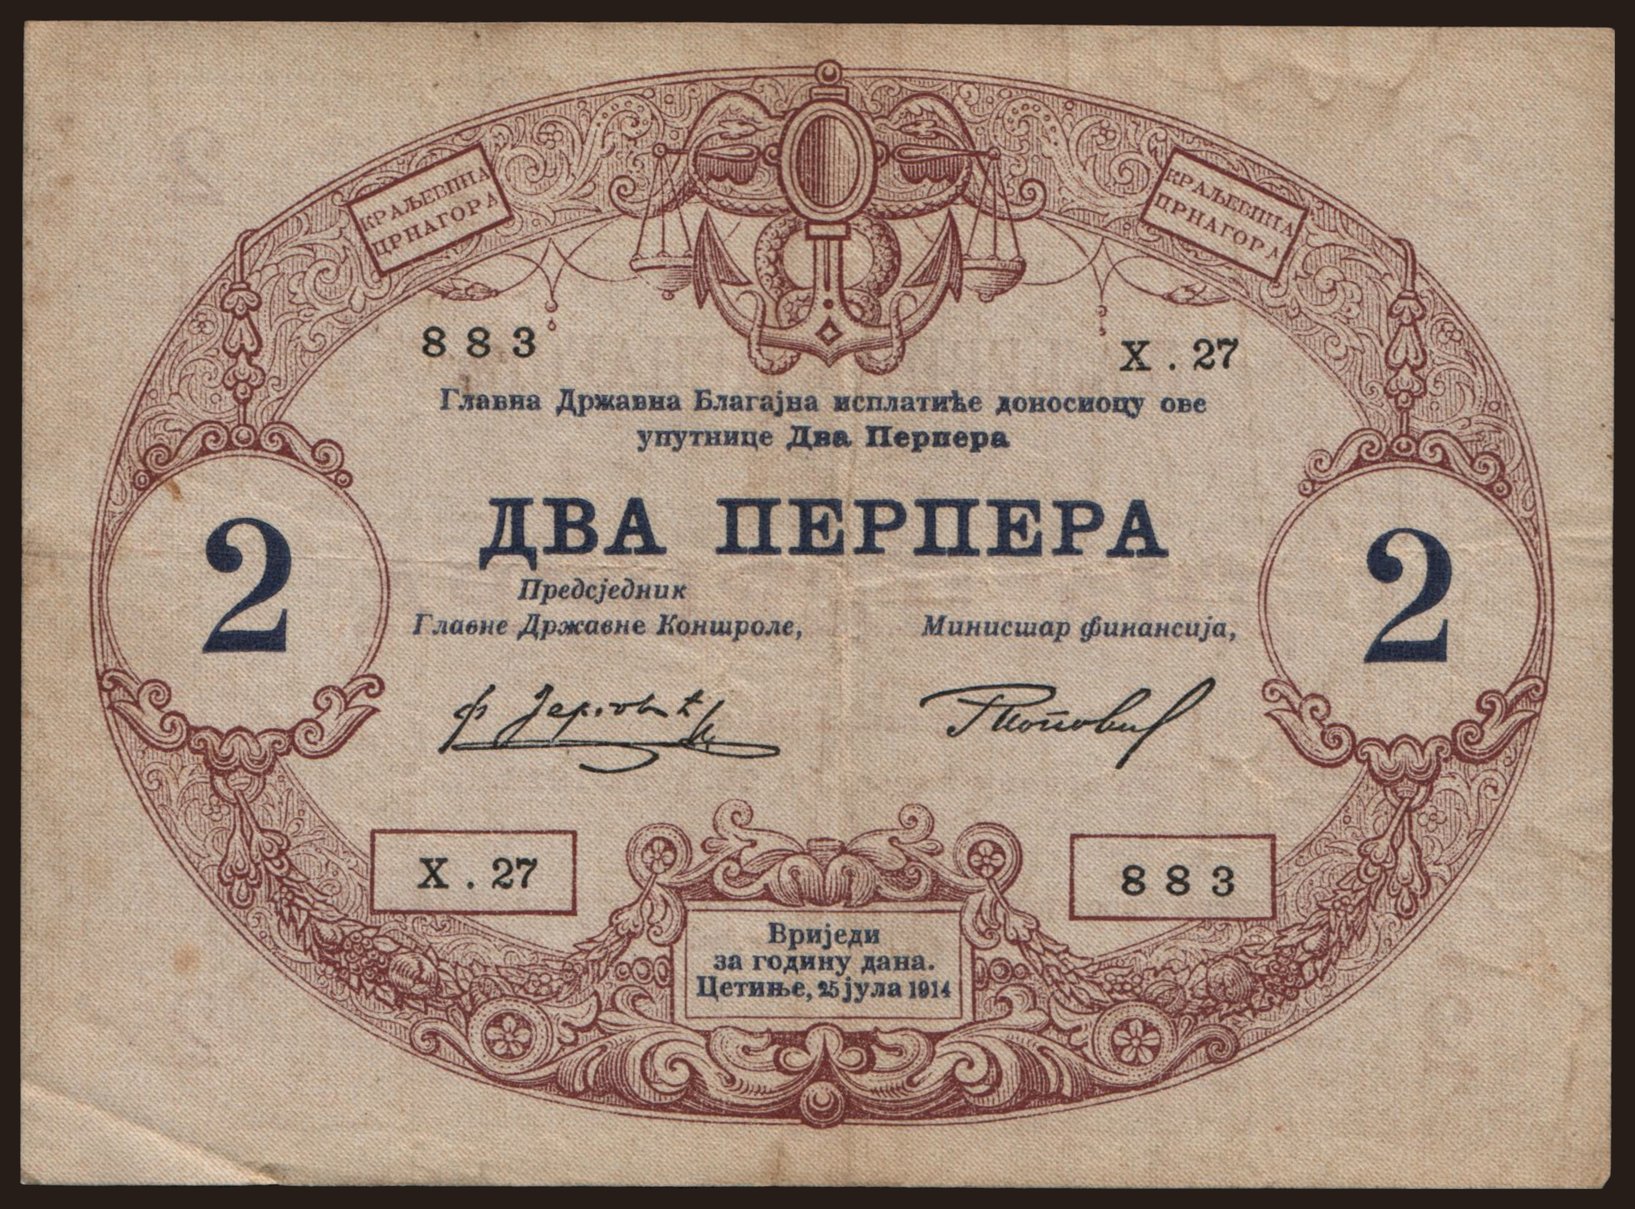 КРАЉЕВИНА
ЦРНАГОРА
КРАЉЕВИНА
ЦРНАГОРА
883
X . 27
Главна Државна Благајна исплатиће доносиоцу ове
упутнице Два Перпера
ДВА ПЕРПЕРА
2
2
Предсједник
Главне Државне Контроле,
Министар финансија,
X . 27
883
Вриједи
за годину дана.
Цетиње, 25 јула 1914